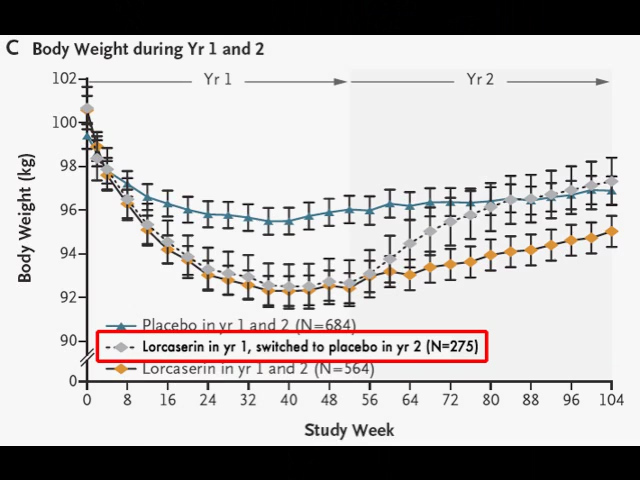 C Body Weight during Yr 1 and 2
102
Yr 1
Yr 2
100
98
96
94
92
90
0
Body Weight (kg)
Placebo in yr 1 and 2 (N=684)
Lorcaserin in yr 1, switched to placebo in yr 2 (N=275)
Lorcaserin in yr 1 and 2 (N=564)
0 8 16 24 32 40 48 56 64 72 80 88 96 104
Study Week